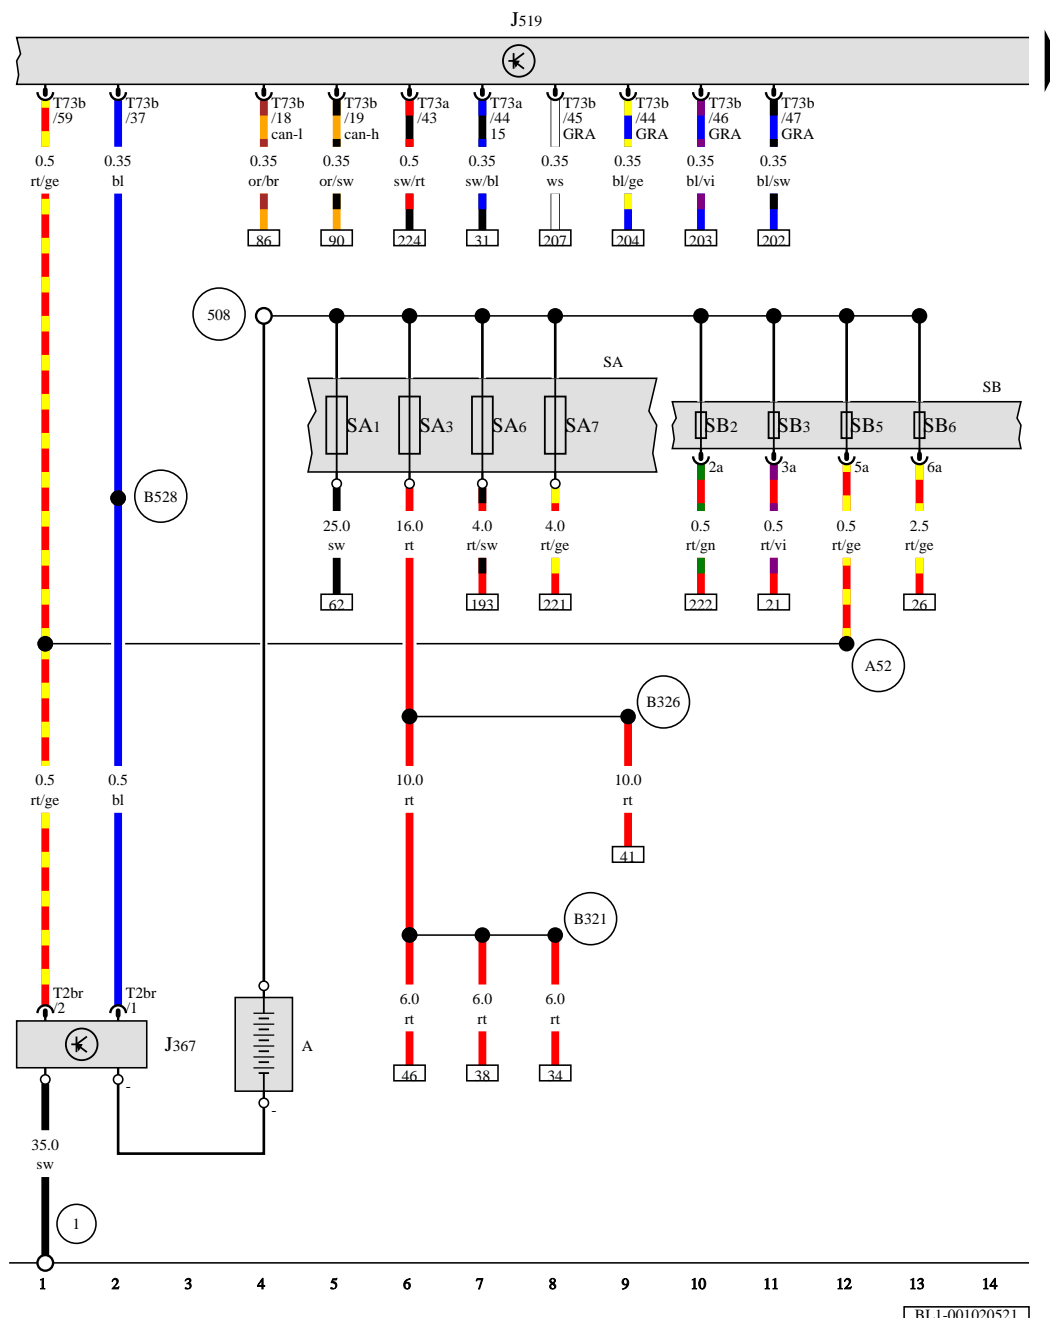 J519
T73b
/59
T73b
/37
T73b
/18
can-l
T73b
/19
can-h
T73a
/43
T73a
/44
15
T73b
/45
GRA
T73b
/44
GRA
T73b
/46
GRA
T73b
/47
GRA
0.5
rt/ge
0.35
bl
0.35
or/br
0.35
or/sw
0.5
sw/rt
0.35
sw/bl
0.35
ws
0.35
bl/ge
0.35
bl/vi
0.35
bl/sw
86
90
224
31
207
204
203
202
508
SA
SB
SA1
SA3
SA6
SA7
SB2
SB3
SB5
SB6
2a
3a
5a
6a
B528
25.0
sw
16.0
rt
4.0
rt/sw
4.0
rt/ge
0.5
rt/gn
0.5
rt/vi
0.5
rt/ge
2.5
rt/ge
62
193
221
222
21
26
A52
B326
0.5
rt/ge
0.5
bl
10.0
rt
10.0
rt
41
B321
T2br
/2
T2br
/1
6.0
rt
6.0
rt
6.0
rt
J367
A
46
38
34
-
-
35.0
sw
1
1 2 3 4 5 6 7 8 9 10 11 12 13 14
BL1-001020521